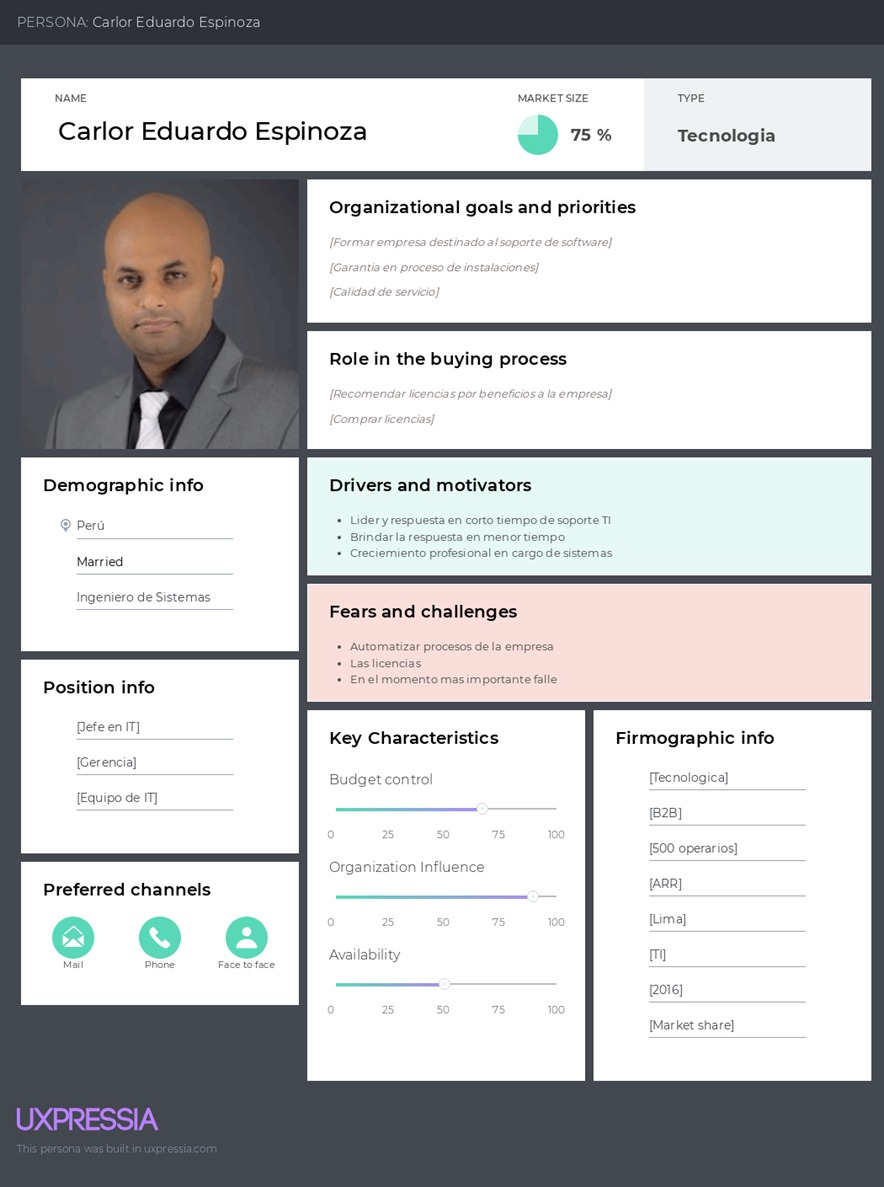 PERSONA: Carlor Eduardo Espinoza
NAME
Carlor Eduardo Espinoza
MARKET SIZE
75 %
TYPE
Tecnologia
Organizational goals and priorities
[Formar empresa destinado al soporte de software]
[Garantia en proceso de instalaciones]
[Calidad de servicio]
Role in the buying process
[Recomendar licencias por beneficios a la empresa]
[Comprar licencias]
Demographic info
Perú
Married
Ingeniero de Sistemas
Drivers and motivators
• Lider y respuesta en corto tiempo de soporte TI
• Brindar la respuesta en menor tiempo
• Creciemiento profesional en cargo de sistemas
Fears and challenges
• Automatizar procesos de la empresa
• Las licencias
• En el momento mas importante falle
Position info
[Jefe en IT]
[Gerencia]
[Equipo de IT]
Preferred channels
Mail
Phone
Face to face
Key Characteristics
Budget control
0 25 50 75 100
Organization Influence
0 25 50 75 100
Availability
0 25 50 75 100
Firmographic info
[Tecnologica]
[B2B]
[500 operarios]
[ARR]
[Lima]
[TI]
[2016]
[Market share]
UXPRESSIA
This persona was built in uxpressia.com